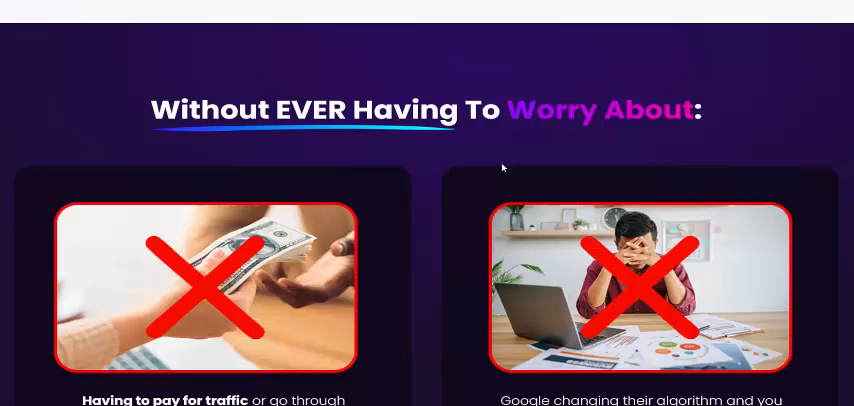 Without EVER Having To Worry About:
Having to pay for traffic or go through
Google changing their algorithm and you